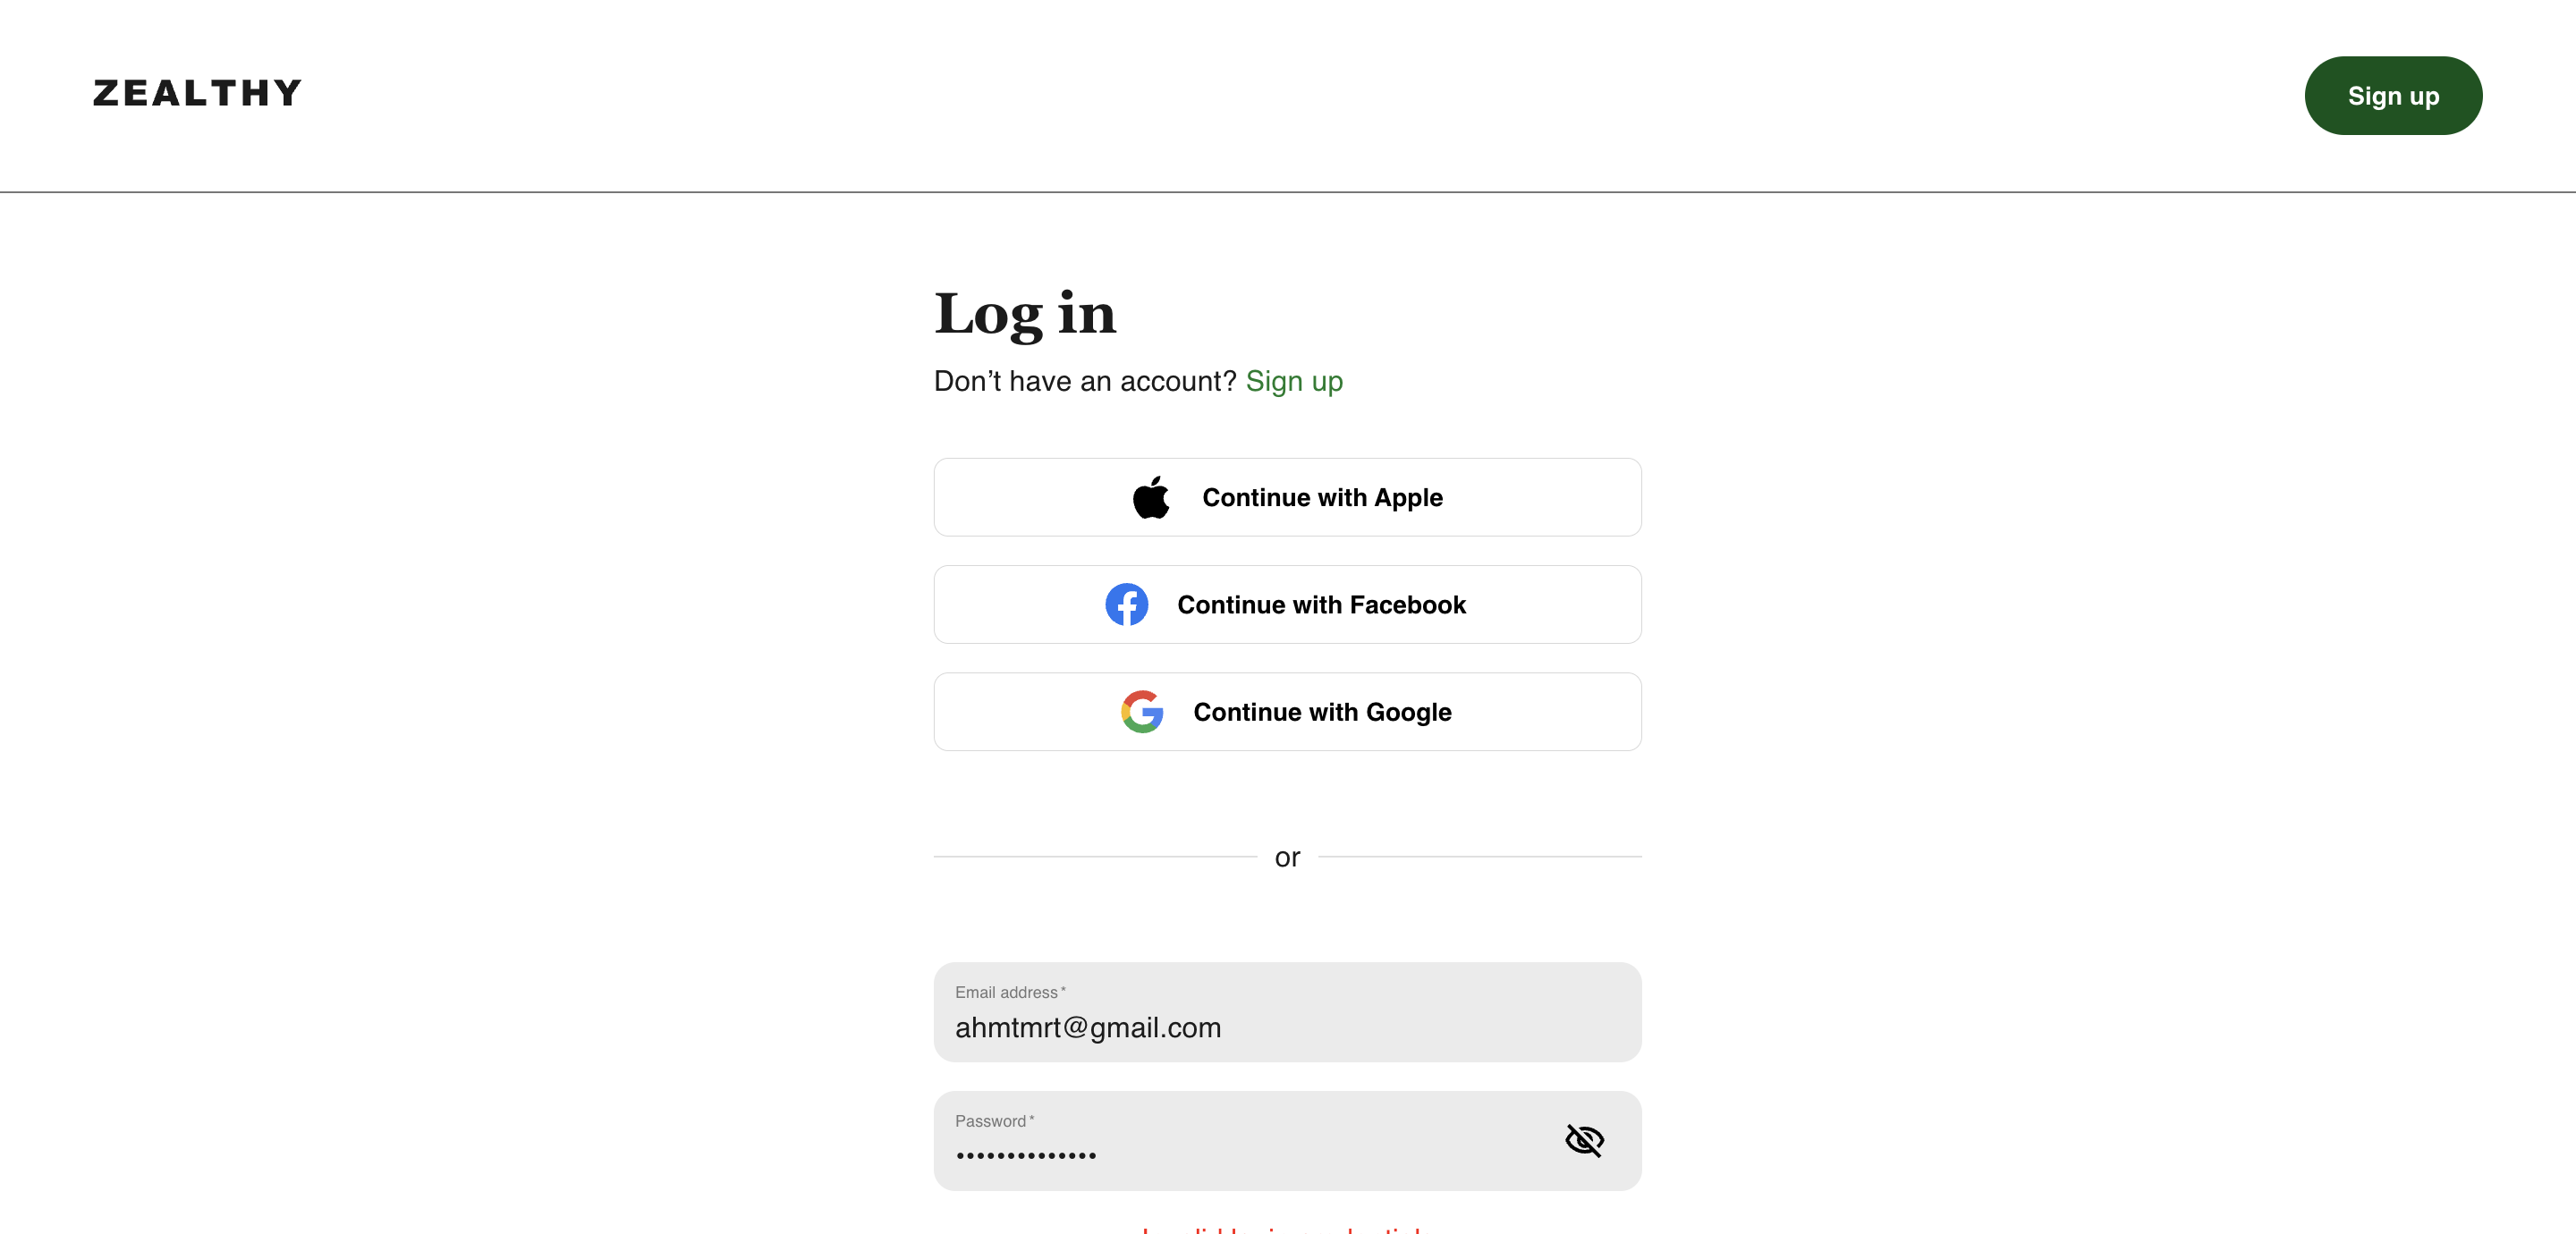 ZEALTHY
Sign up
Log in
Don’t have an account? Sign up
Continue with Apple
Continue with Facebook
Continue with Google
or
Email address *
ahmtmrt@gmail.com
Password *
••••••••••••••